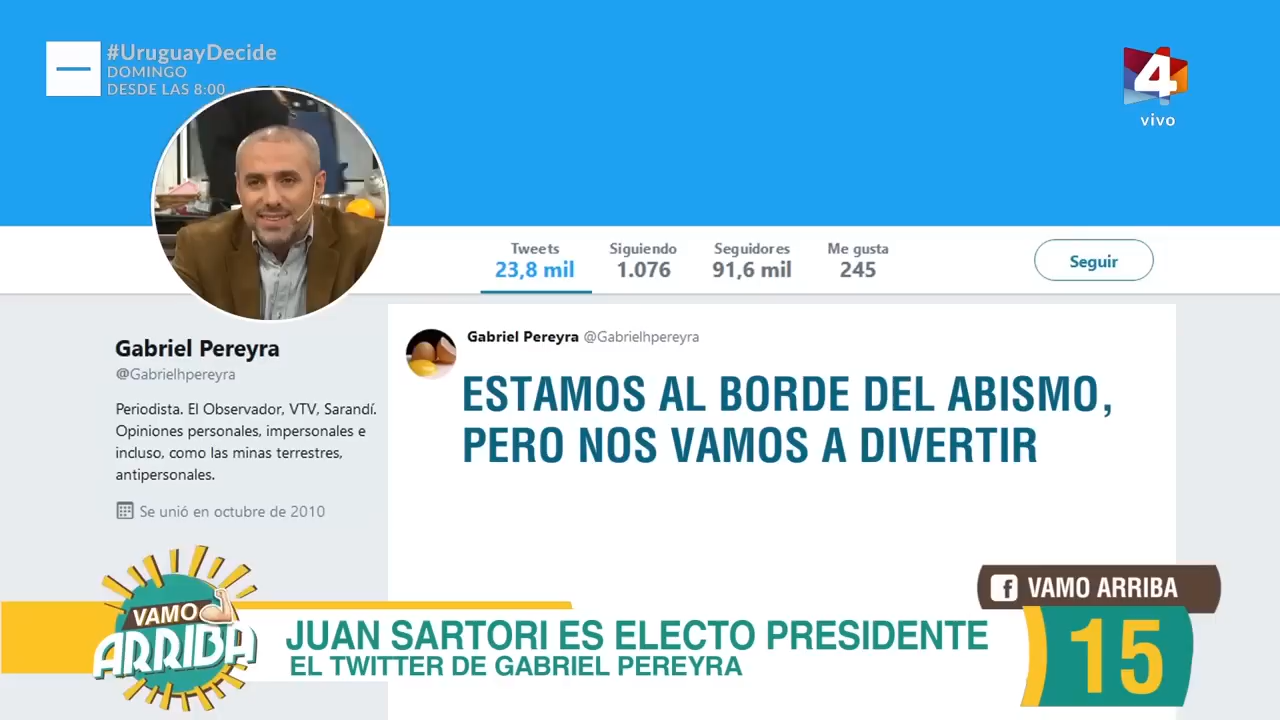 #UruguayDecide
DOMINGO
DESDE LAS 8:00
4
vivo
Tweets
23,8 mil
Siguiendo
1.076
Seguidores
91,6 mil
Me gusta
245
Seguir
Gabriel Pereyra
@Gabrielhpereyra
Periodista. El Observador, VTV, Sarandí.
Opiniones personales, impersonales e
incluso, como las minas terrestres,
antipersonales.
Se unió en octubre de 2010
Gabriel Pereyra @Gabrielhpereyra
ESTAMOS AL BORDE DEL ABISMO,
PERO NOS VAMOS A DIVERTIR
f VAMO ARRIBA
VAMO
ARRIBA
JUAN SARTORI ES ELECTO PRESIDENTE
EL TWITTER DE GABRIEL PEREYRA
15